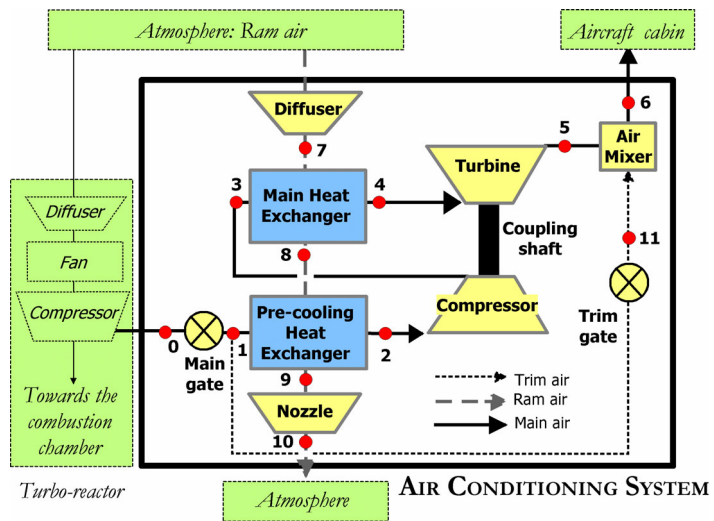 Atmosphere: Ram air
Aircraft cabin
Diffuser
7
6
5
Air
Mixer
Turbine
3
4
Main Heat
Exchanger
Coupling
shaft
11
8
Diffuser
Fan
Compressor
Pre-cooling
Heat
Exchanger
Compressor
Trim
gate
0
Main
gate
1
2
9
Nozzle
10
Towards the
combustion
chamber
Trim air
Ram air
Main air
Turbo-reactor
Atmosphere
AIR CONDITIONING SYSTEM